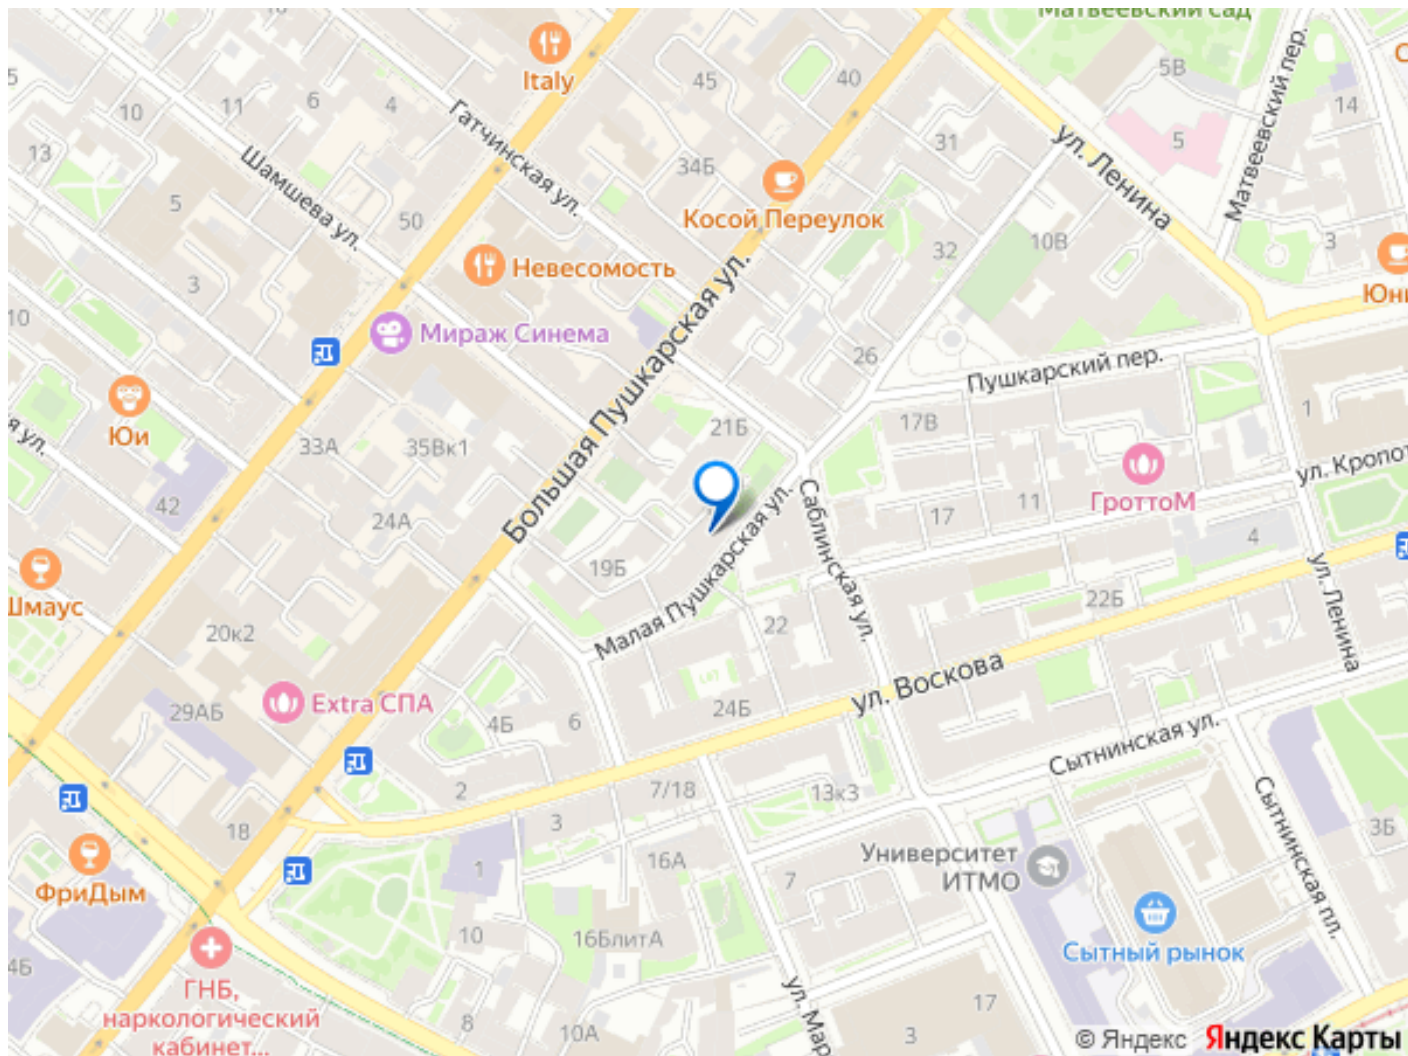 Матвеевский сад
Italy
45
40
5В
Матвеевский пер.
14
5
10
11
6
4
Гатчинская ул.
31
5
ул. Ленина
13
Шамшева ул.
34Б
Косой Переулок
5
50
32
10В
3
Невесомость
Большая Пушкарская ул.
3
10
Мираж Синема
26
Пушкарский пер.
Юи
1
33А
35Вк1
21Б
17В
ГроттоМ
ул. Кропот
я ул.
42
24А
Малая Пушкарская ул.
Саблинская ул.
17
11
4
19Б
Шмаус
20к2
22
22Б
ул. Ленина
29АБ
Extra СПА
4Б
6
24Б
ул. Воскова
Сытнинская ул.
2
7/18
13к3
Сытнинская пл.
18
3
3Б
ФриДым
1
16А
7
Университет
ИТМО
10
16БлитА
Сытный рынок
4Б
ГНБ,
наркологический
кабинет...
8
10А
ул. Мар
3
17
© Яндекс Яндекс Карты